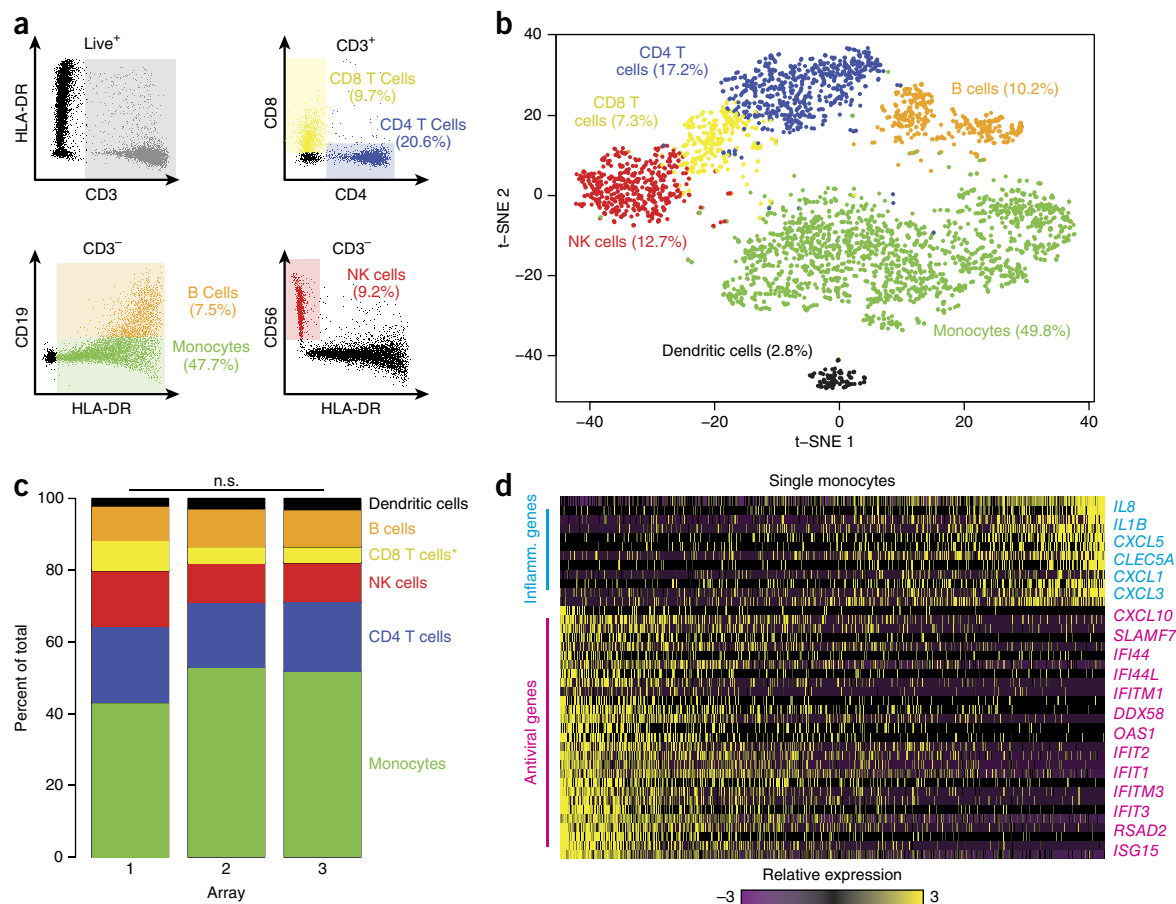 a
Live+
HLA-DR
CD3
CD3+
CD8
CD8 T Cells
(9.7%)
CD4 T Cells
(20.6%)
CD4
CD3−
CD19
B Cells
(7.5%)
Monocytes
(47.7%)
HLA-DR
CD3−
CD56
NK cells
(9.2%)
HLA-DR
b
40
20
0
−20
−40
t−SNE 2
CD4 T
cells (17.2%)
CD8 T
cells (7.3%)
B cells (10.2%)
NK cells (12.7%)
Monocytes (49.8%)
Dendritic cells (2.8%)
−40
−20
0
20
40
t−SNE 1
c
n.s.
100
80
60
40
20
0
Percent of total
Dendritic cells
B cells
CD8 T cells*
NK cells
CD4 T cells
Monocytes
1
2
3
Array
d
Single monocytes
Inflamm. genes
IL8
IL1B
CXCL5
CLEC5A
CXCL1
CXCL3
Antiviral genes
CXCL10
SLAMF7
IFI44
IFI44L
IFITM1
DDX58
OAS1
IFIT2
IFIT1
IFITM3
IFIT3
RSAD2
ISG15
Relative expression
−3
3